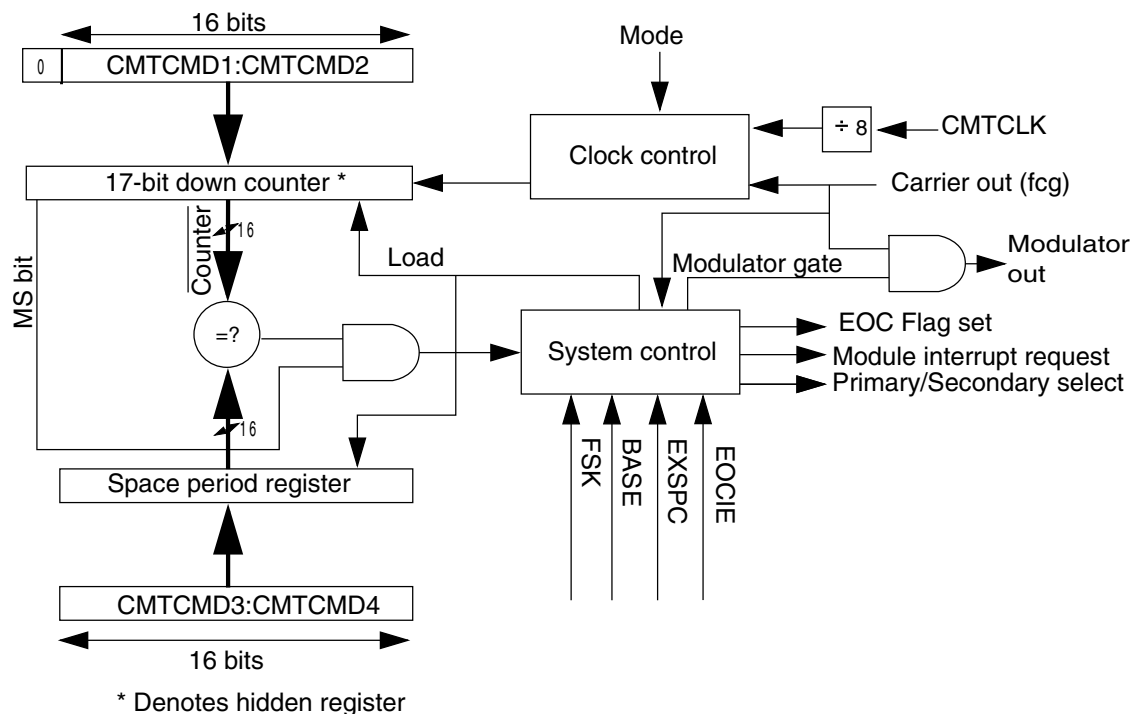 16 bits
Mode
0
CMTCMD1:CMTCMD2
÷ 8
CMTCLK
Clock control
17-bit down counter *
Carrier out (fcg)
16
Counter
MS bit
Load
Modulator gate
Modulator
out
=?
System control
EOC Flag set
Module interrupt request
Primary/Secondary select
16
FSK
BASE
EXSPC
EOCIE
Space period register
CMTCMD3:CMTCMD4
16 bits
* Denotes hidden register